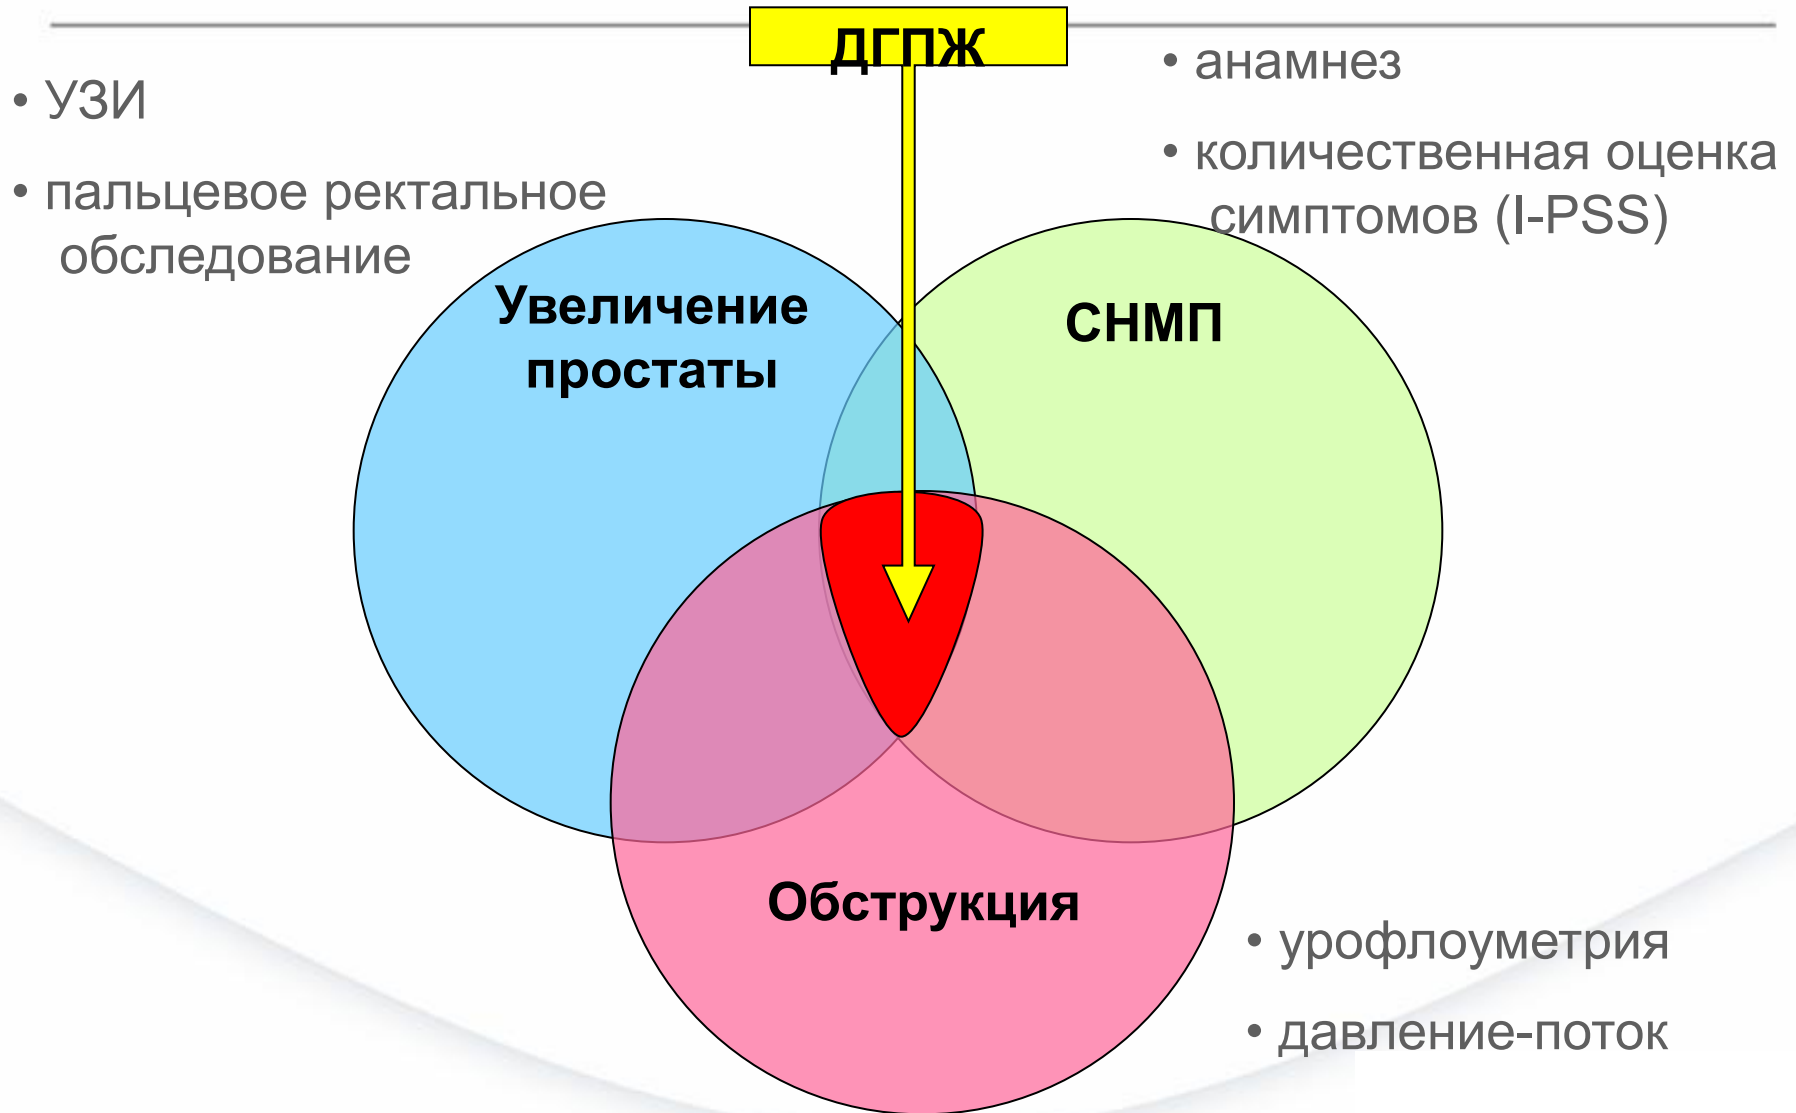 ДГПЖ
• УЗИ
• пальцевое ректальное
обследование
• анамнез
• количественная оценка
симптомов (I-PSS)
Увеличение
простаты
СНМП
Обструкция
• урофлоуметрия
• давление-поток